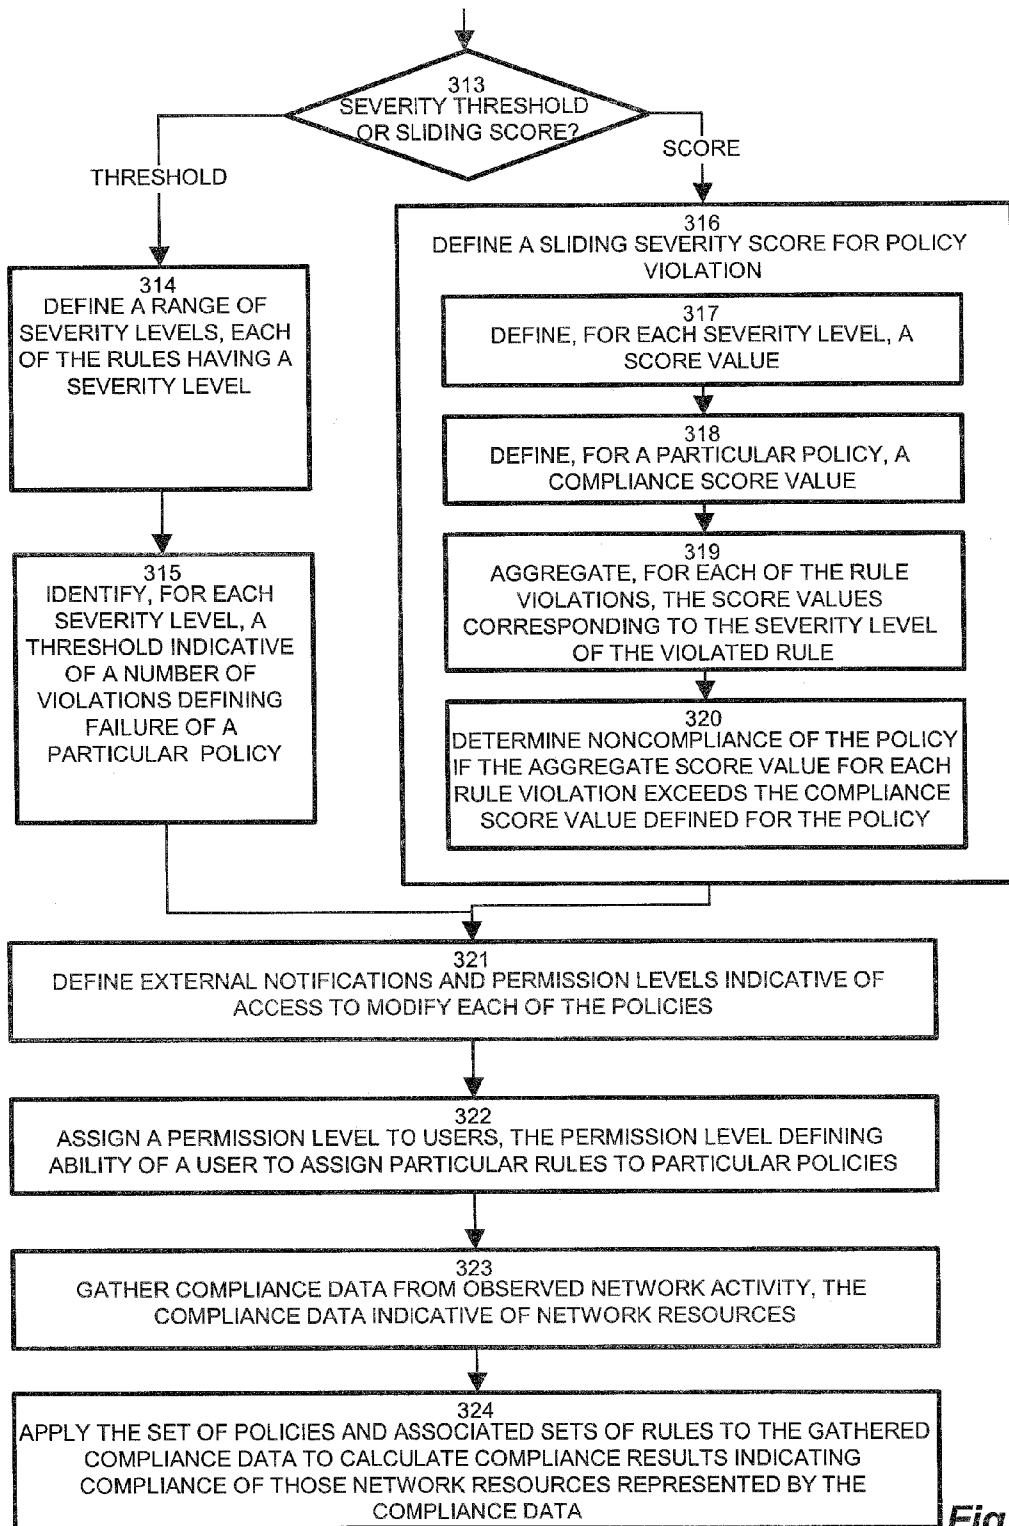 313
SEVERITY THRESHOLD
OR SLIDING SCORE?
THRESHOLD
SCORE
314
DEFINE A RANGE OF
SEVERITY LEVELS, EACH
OF THE RULES HAVING A
SEVERITY LEVEL
315
IDENTIFY, FOR EACH
SEVERITY LEVEL, A
THRESHOLD INDICATIVE
OF A NUMBER OF
VIOLATIONS DEFINING
FAILURE OF A
PARTICULAR POLICY
316
DEFINE A SLIDING SEVERITY SCORE FOR POLICY
VIOLATION
317
DEFINE, FOR EACH SEVERITY LEVEL, A
SCORE VALUE
318
DEFINE, FOR A PARTICULAR POLICY, A
COMPLIANCE SCORE VALUE
319
AGGREGATE, FOR EACH OF THE RULE
VIOLATIONS, THE SCORE VALUES
CORRESPONDING TO THE SEVERITY LEVEL
OF THE VIOLATED RULE
320
DETERMINE NONCOMPLIANCE OF THE POLICY
IF THE AGGREGATE SCORE VALUE FOR EACH
RULE VIOLATION EXCEEDS THE COMPLIANCE
SCORE VALUE DEFINED FOR THE POLICY
321
DEFINE EXTERNAL NOTIFICATIONS AND PERMISSION LEVELS INDICATIVE OF
ACCESS TO MODIFY EACH OF THE POLICIES
322
ASSIGN A PERMISSION LEVEL TO USERS, THE PERMISSION LEVEL DEFINING
ABILITY OF A USER TO ASSIGN PARTICULAR RULES TO PARTICULAR POLICIES
323
GATHER COMPLIANCE DATA FROM OBSERVED NETWORK ACTIVITY, THE
COMPLIANCE DATA INDICATIVE OF NETWORK RESOURCES
324
APPLY THE SET OF POLICIES AND ASSOCIATED SETS OF RULES TO THE GATHERED
COMPLIANCE DATA TO CALCULATE COMPLIANCE RESULTS INDICATING
COMPLIANCE OF THOSE NETWORK RESOURCES REPRESENTED BY THE
COMPLIANCE DATA
Fig